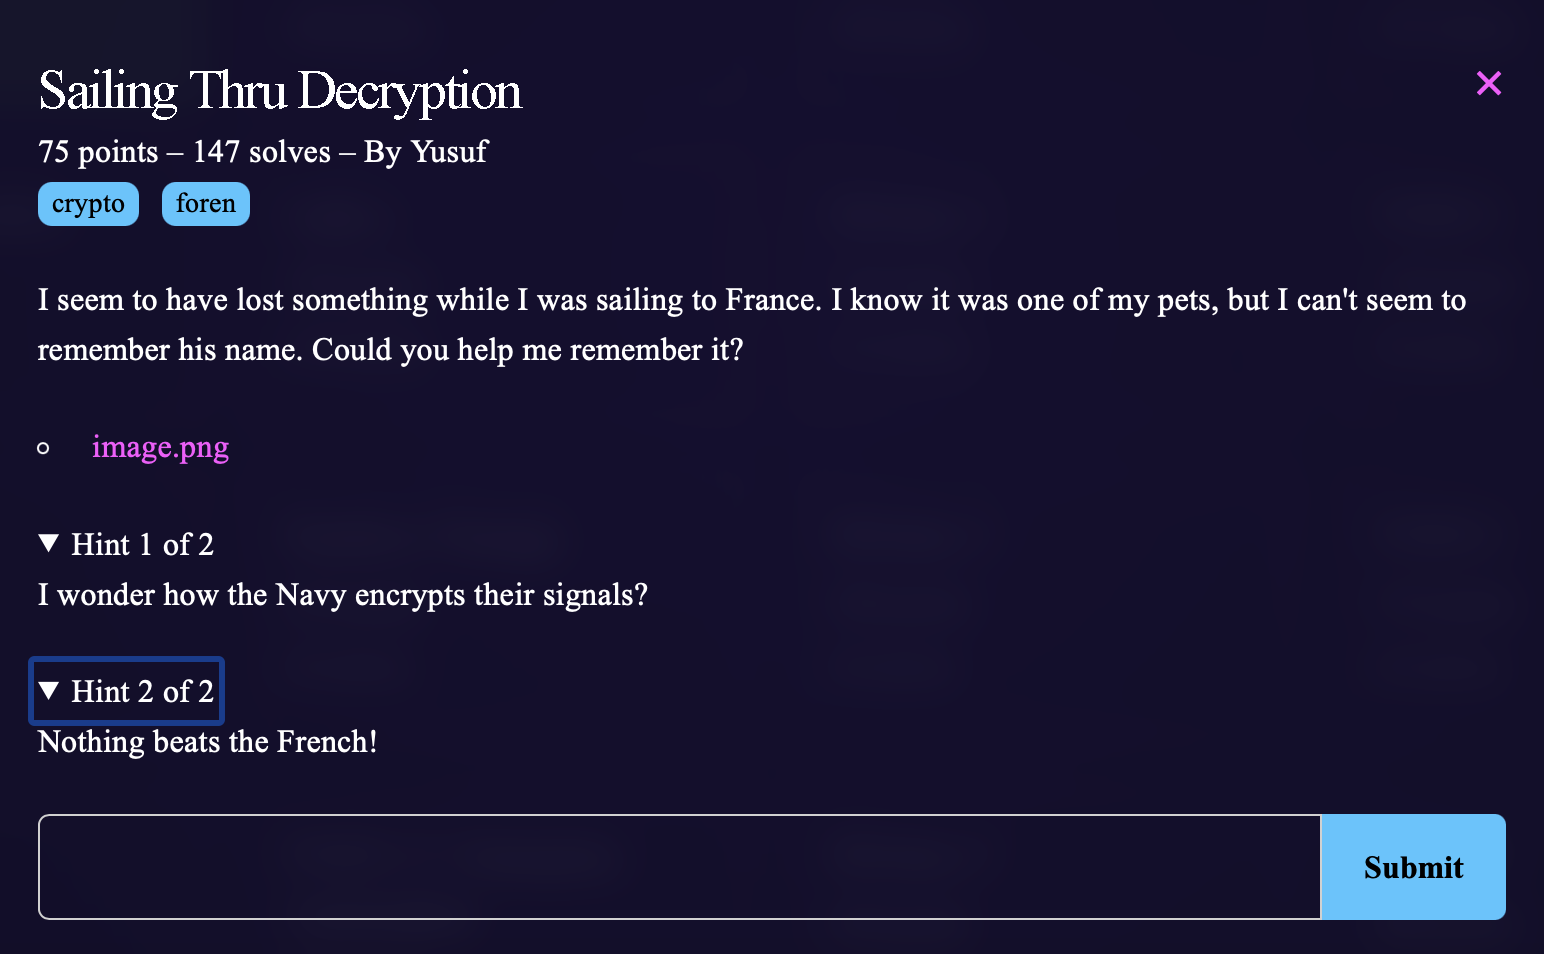 Sailing Thru Decryption
75 points – 147 solves – By Yusuf
crypto foren
I seem to have lost something while I was sailing to France. I know it was one of my pets, but I can't seem to
remember his name. Could you help me remember it?
image.png
Hint 1 of 2
I wonder how the Navy encrypts their signals?
Hint 2 of 2
Nothing beats the French!
Submit